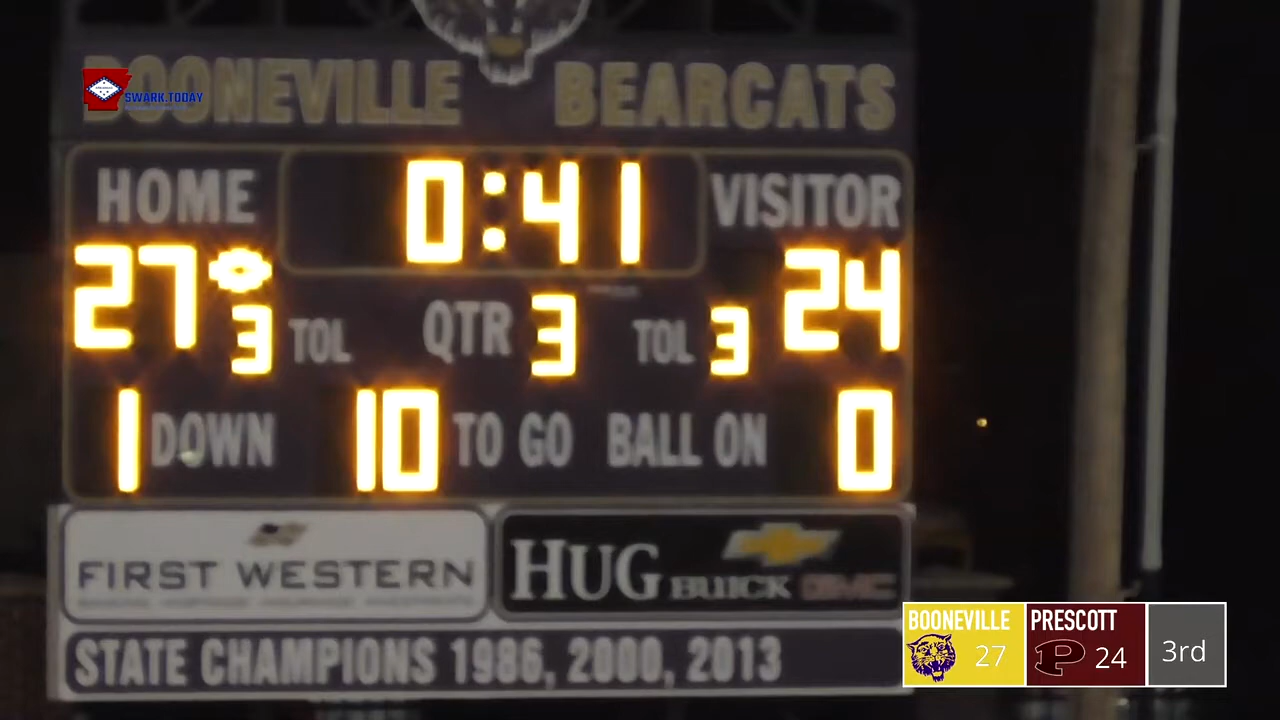 BOONEVILLE BEARCATS
SWARK.TODAY
HOME 0:41 VISITOR
27 24
3 TOL QTR 3 TOL 3
1 DOWN 10 TO GO BALL ON 0
FIRST WESTERN
HUG BUICK GMC
STATE CHAMPIONS 1986, 2000, 2013
BOONEVILLE 27
PRESCOTT P 24
3rd